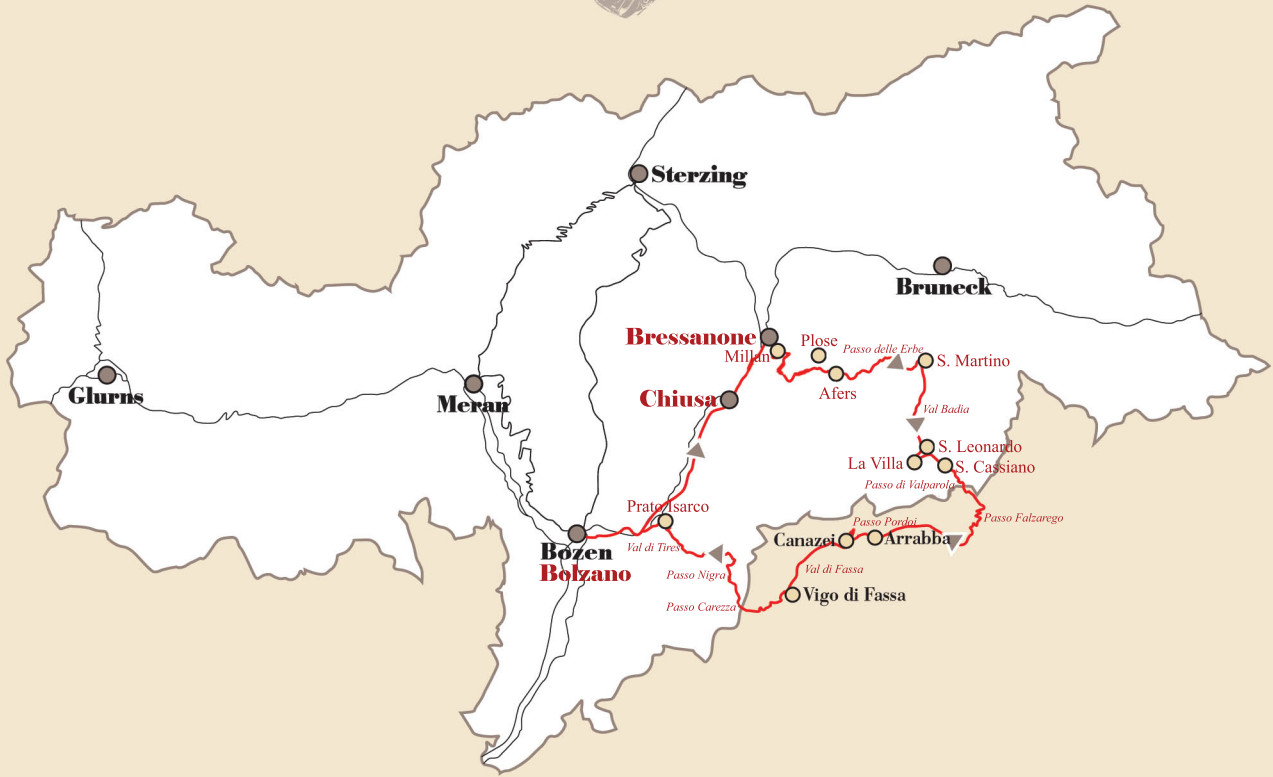 Sterzing
Bruneck
Bressanone
Millan
Plose
Passo delle Erbe
S. Martino
Afers
Glurns
Meran
Chiusa
Val Badia
S. Leonardo
La Villa
S. Cassiano
Passo di Valparola
Prato Isarco
Passo Falzarego
Passo Pordoi
Canazei
Arrabba
Bozen
Bolzano
Val di Tires
Passo Nigra
Val di Fassa
Vigo di Fassa
Passo Carezza